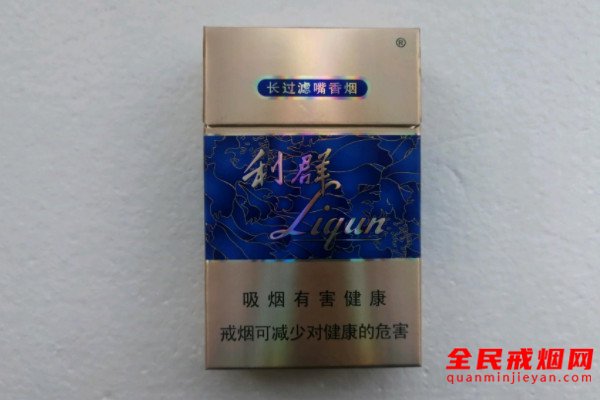 ®
长过滤嘴香烟
利群
Liqun
吸烟有害健康
戒烟可减少对健康的危害
全民戒烟网
quanminjieyan.com